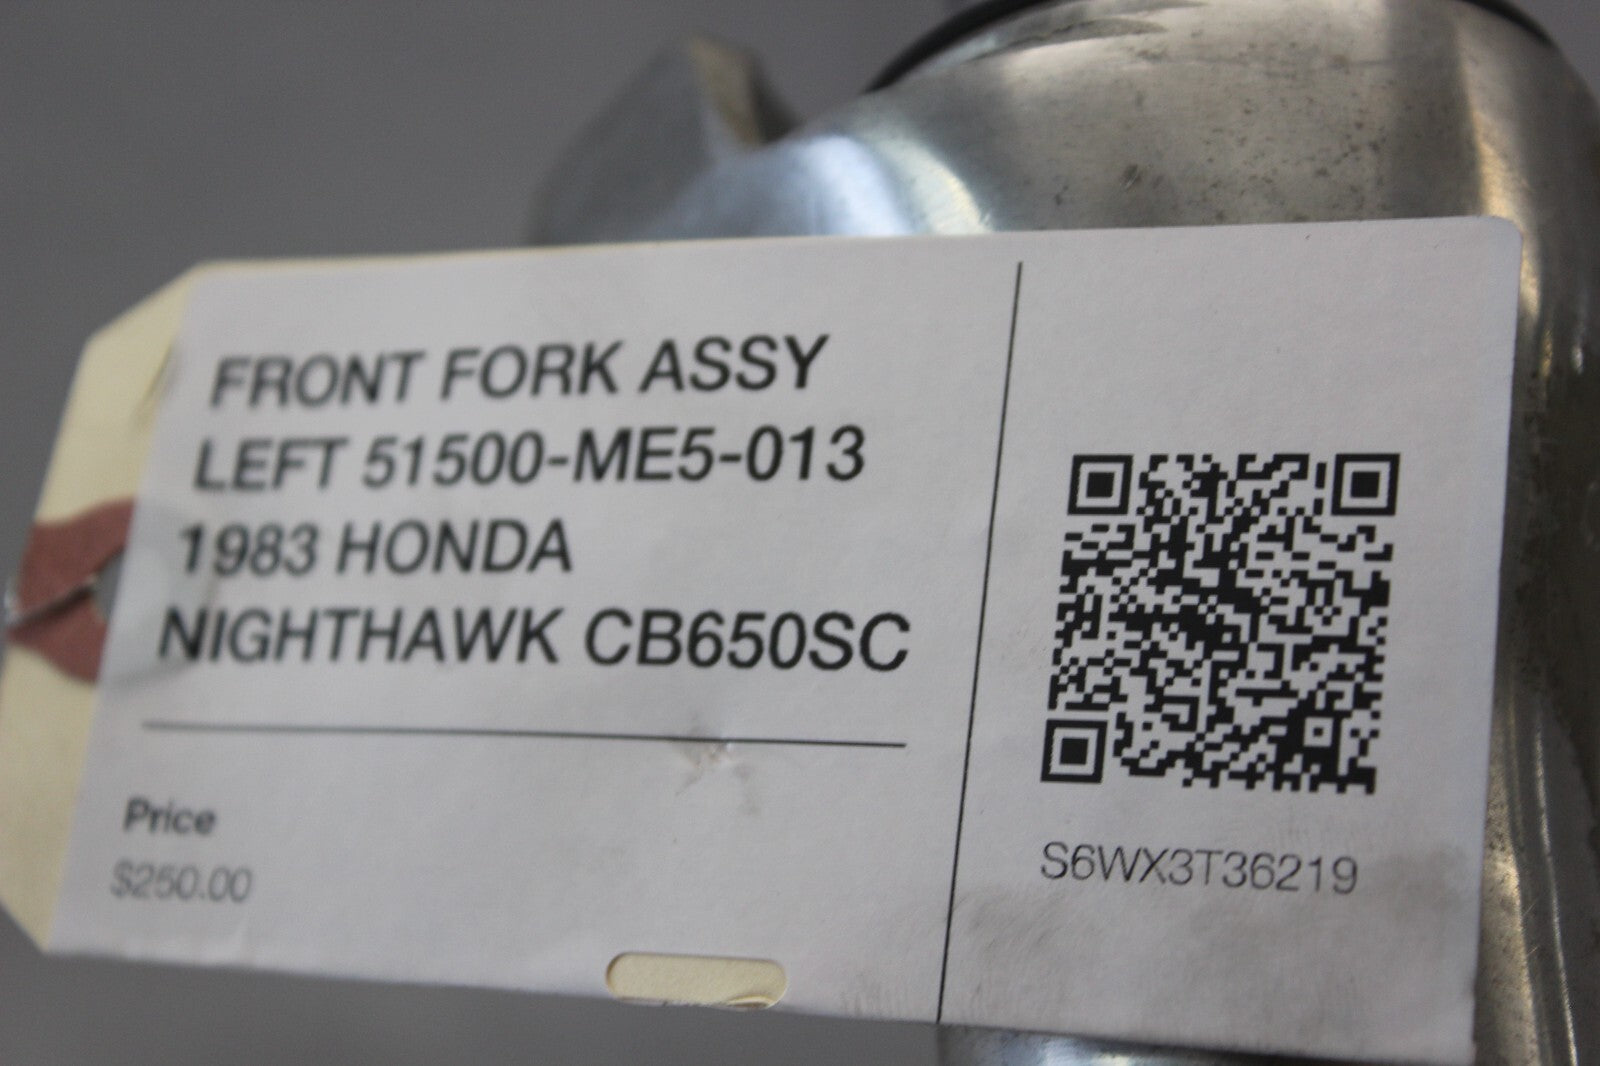 FRONT FORK ASSY
LEFT 51500-ME5-013
1983 HONDA
NIGHTHAWK CB650SC
Price
$250.00
S6WX3T36219